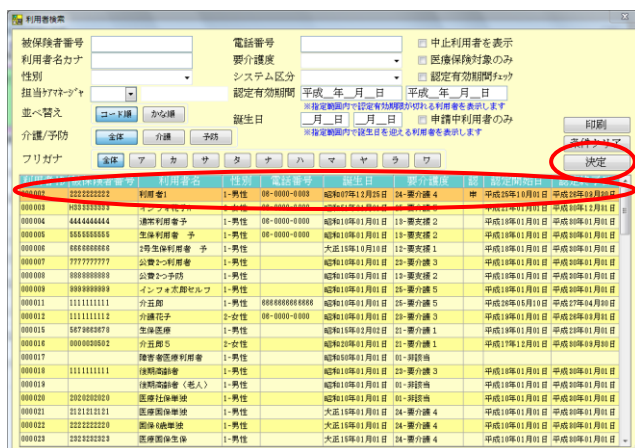 利用者検索
被保険者番号 電話番号 中止利用者を表示
利用者名カナ 要介護度 医療保険対象のみ
性別 システム区分 認定有効期間ﾁｪｯｸ
担当ｹｱﾏﾈｰｼﾞｬ 認定有効期間 平成__年__月__日 平成__年__月__日
※指定範囲内で認定有効期限が切れる利用者を表示します
並べ替え コード順 かな順 誕生日 __月__日 __月__日 申請中利用者のみ
※指定範囲内で誕生日を迎える利用者を表示します
印刷
介護/予防 全体 介護 予防
条件クリア
フリガナ 全体 ア カ サ タ ナ ハ マ ヤ ラ ワ 決定
被保険者番号 利用者名 性別 電話番号 誕生日 要介護度 認
000002 2222222222 利用者1 1-男性 06-0000-0003 昭和07年12月25日 24-要介護4 申 平成25年10月01日
000003 1-男性
000004 4444444444 通常利用者子 1-男性 06-0000-0000 昭和10年01月01日 13-要支援2 平成18年01月01日 平成30年01月01日
000005 5555555555 生保利用者 予 1-男性 06-0000-0000 昭和10年01月01日 13-要支援2 平成18年01月01日 平成30年01月01日
000006 6666666666 2号生保利用者 予 1-男性 大正15年10月10日 12-要支援1 平成18年01月01日 平成30年01月01日
000007 7777777777 公費2つ利用者 1-男性 昭和10年01月01日 23-要介護3 平成18年01月01日 平成30年01月01日
000008 8888888888 公費2つ予防 1-男性 昭和10年01月01日 13-要支援2 平成18年01月01日 平成30年01月01日
000009 9999999999 インフォ太郎セルフ 1-男性 昭和10年01月01日 25-要介護5 平成18年01月01日 平成30年01月01日
000011 1111111111 介五郎 1-男性 6666666666666 昭和10年01月01日 25-要介護5 平成26年05月10日 平成27年04月30日
000012 1111111112 介護花子 2-女性 06-0000-0000 昭和10年01月01日 23-要介護3
000015 5678663678 生保医療 1-男性 昭和15年02月02日 21-要介護1 平成19年01月01日 平成30年01月01日
000016 0000030502 介五郎5 2-女性 昭和20年01月01日 21-要介護1 平成17年12月01日 平成30年01月01日
000017 障害者医療利用者 1-男性 昭和50年01月01日 01-非該当
000018 1111111111 後期高齢者 1-男性 昭和10年01月01日 23-要介護3 平成18年01月01日 平成30年01月01日
000019 後期高齢者（老人） 1-男性 昭和10年01月01日 01-非該当
000020 2020202020 医療社保単独 1-男性 昭和10年01月01日 01-非該当 平成18年01月01日 平成30年01月01日
000021 2121212121 医療国保単独 1-男性 大正15年01月01日 24-要介護4 平成18年01月01日 平成30年01月01日
000022 2222222220 国保6歳単独 1-男性 大正15年01月01日 24-要介護4 平成18年01月01日 平成30年01月01日
000023 2323232323 医療国保生保 1-男性 大正15年01月01日 24-要介護4 平成18年01月01日 平成30年01月01日